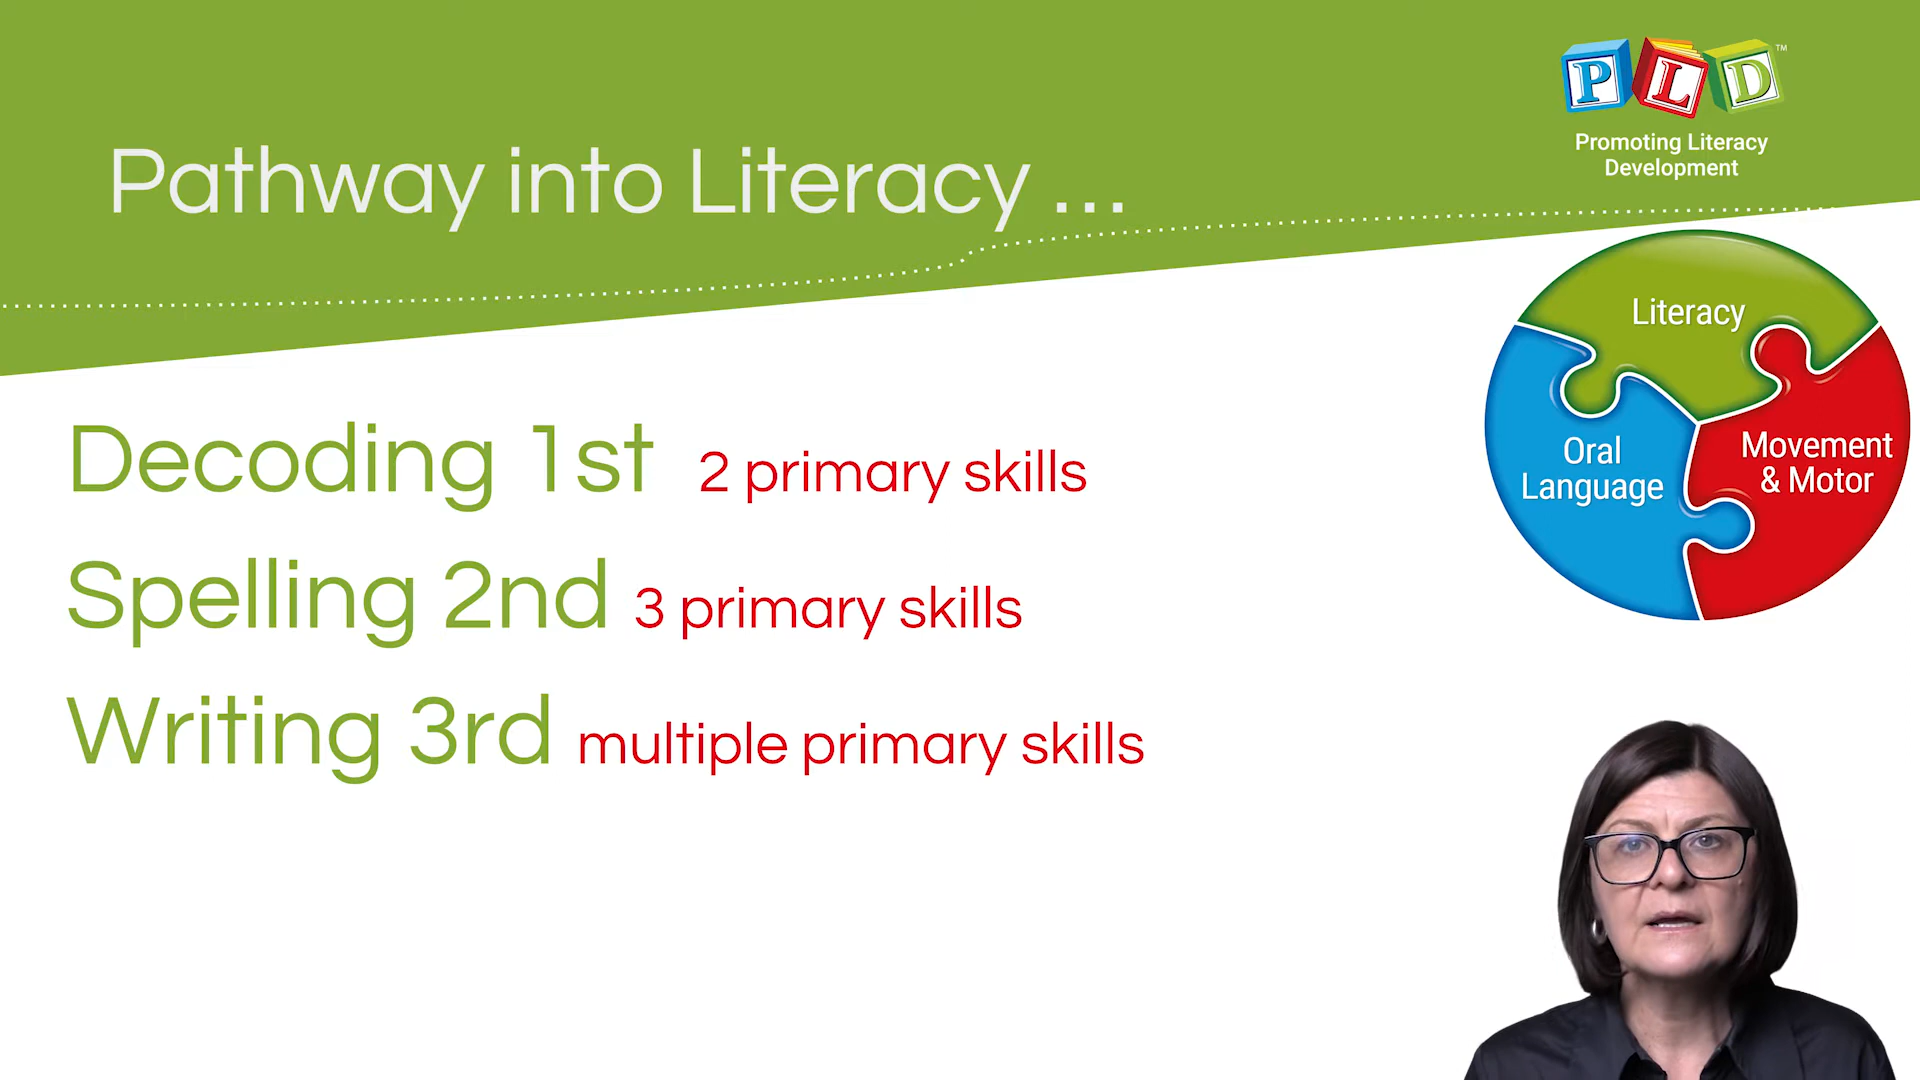 P L D ™
Promoting Literacy
Development
Pathway into Literacy ...
Literacy
Oral
Language
Movement
& Motor
Decoding 1st 2 primary skills
Spelling 2nd 3 primary skills
Writing 3rd multiple primary skills